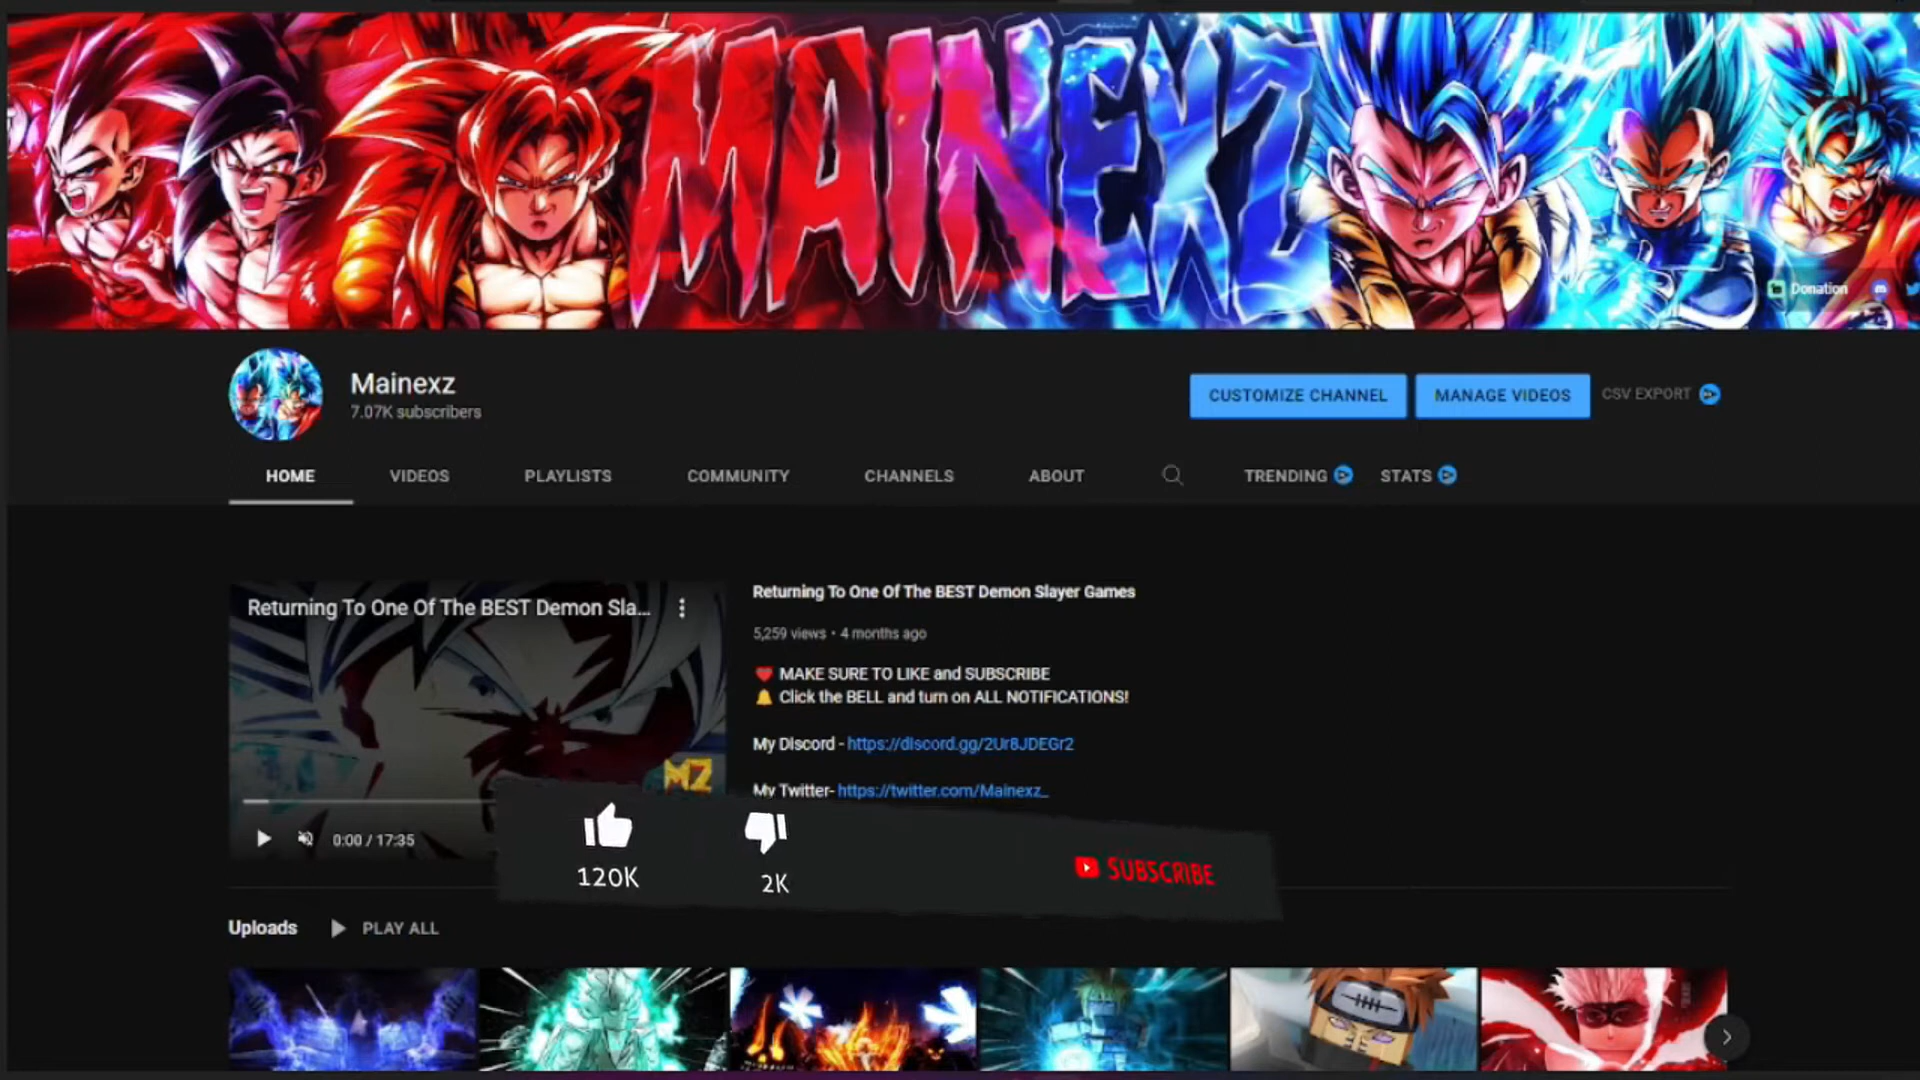 MAINEXZ
Donation
Mainexz
7.07K subscribers
CUSTOMIZE CHANNEL
MANAGE VIDEOS
CSV EXPORT
HOME
VIDEOS
PLAYLISTS
COMMUNITY
CHANNELS
ABOUT
TRENDING
STATS
Returning To One Of The BEST Demon Sla...
MZ
0:00 / 17:35
Returning To One Of The BEST Demon Slayer Games
5,259 views • 4 months ago
❤️ MAKE SURE TO LIKE and SUBSCRIBE
🔔 Click the BELL and turn on ALL NOTIFICATIONS!
My Discord - https://discord.gg/2Ur8JDEGr2
My Twitter- https://twitter.com/Mainexz_
120K
2K
SUBSCRIBE
Uploads
PLAY ALL